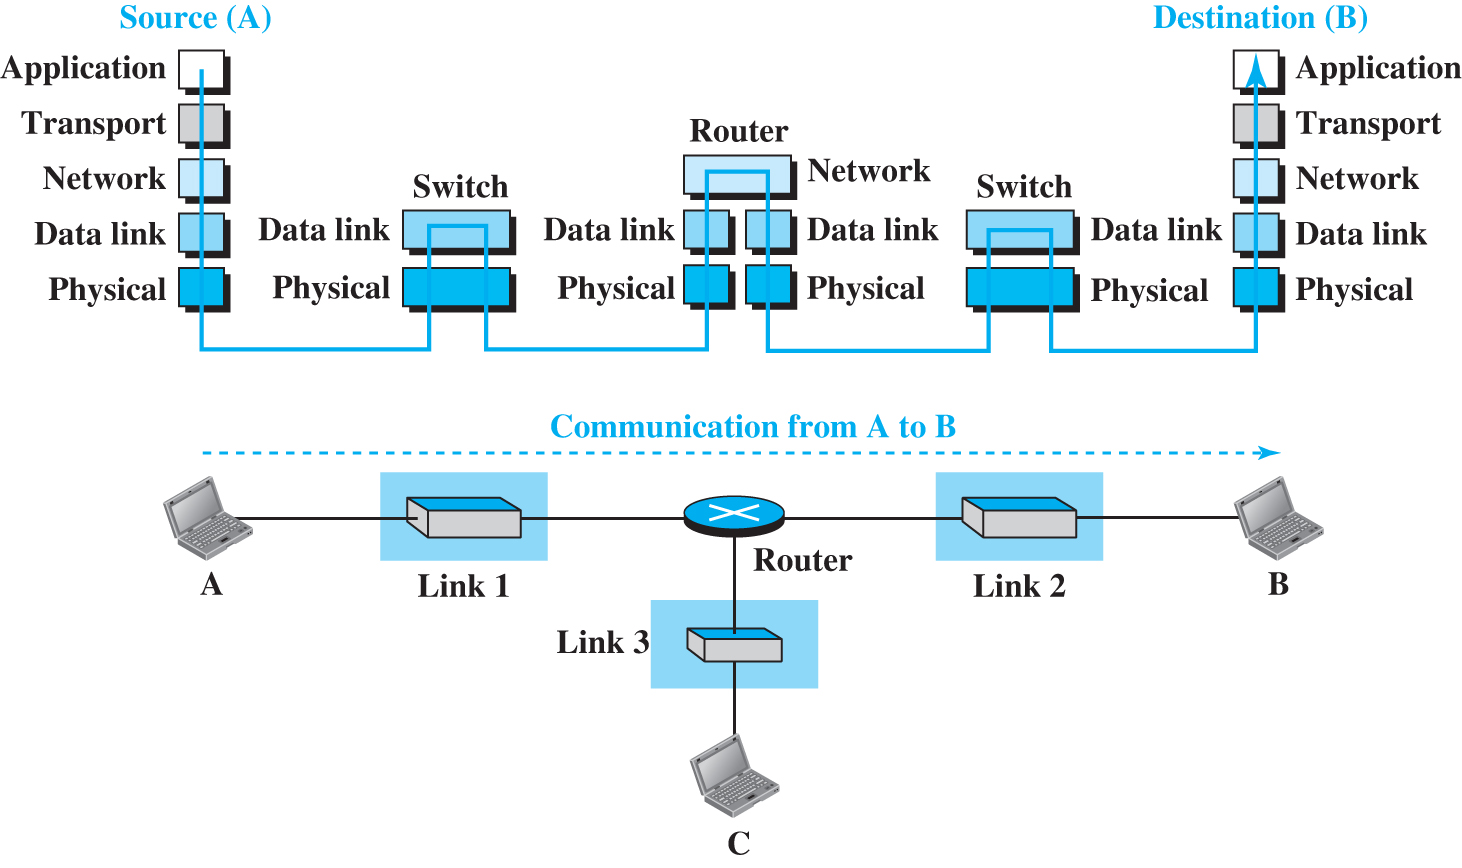 Source (A)
Destination (B)
Application
Application
Transport
Router
Transport
Network
Switch
Network
Switch
Network
Data link
Data link
Data link
Data link
Data link
Data link
Physical
Physical
Physical
Physical
Physical
Physical
Communication from A to B
A
Link 1
Router
Link 2
B
Link 3
C